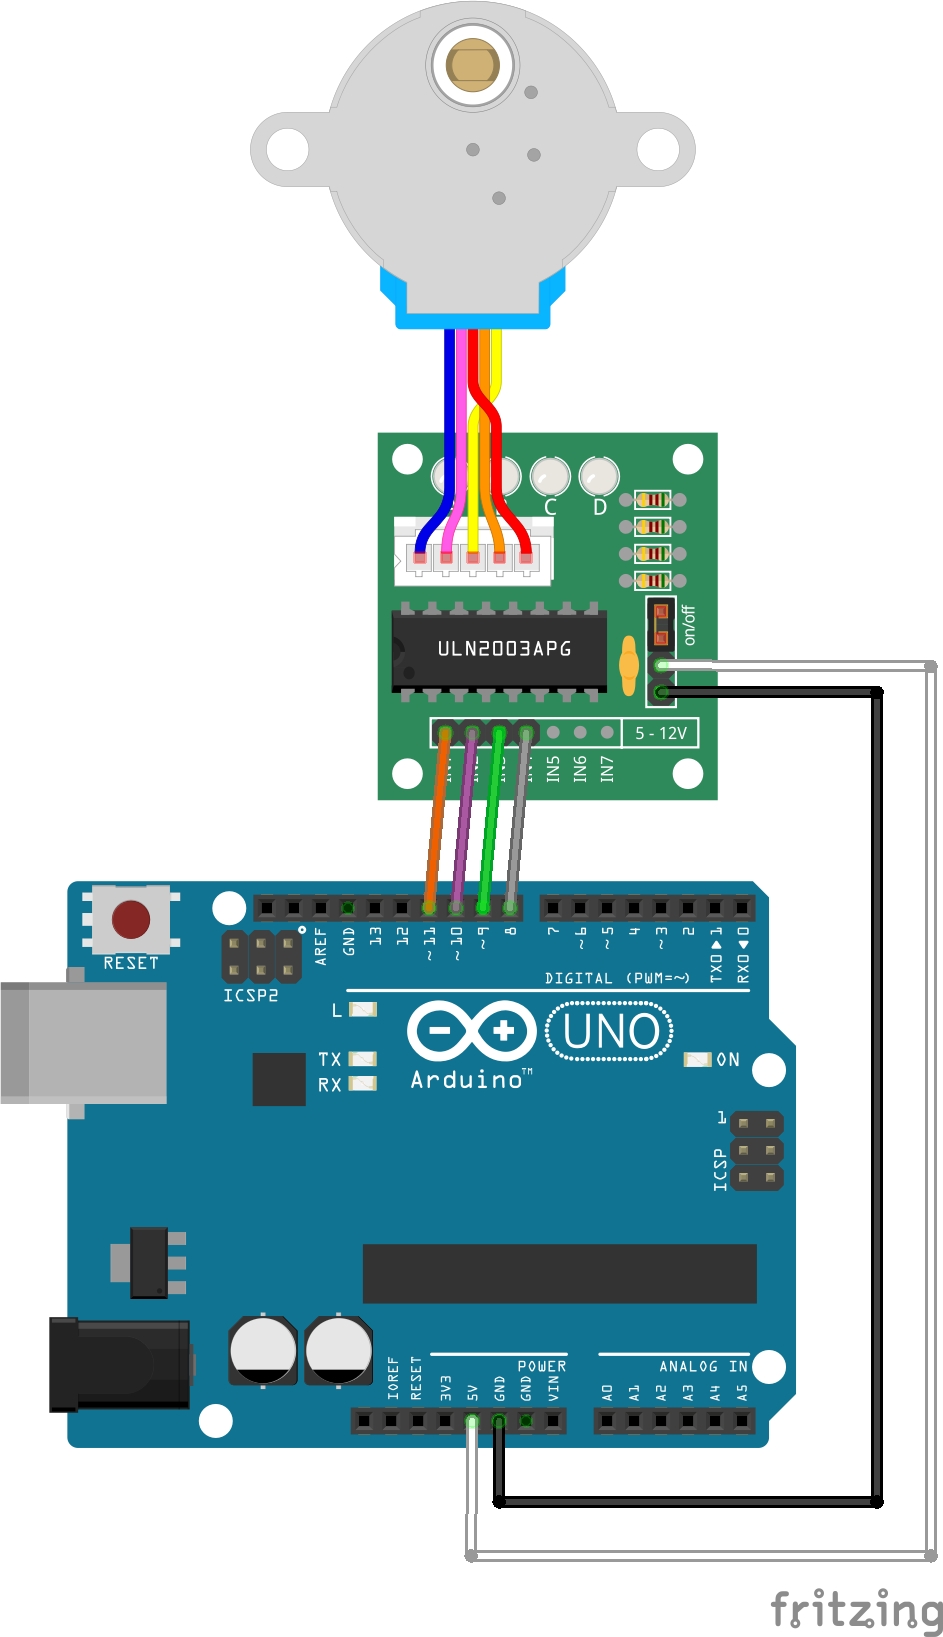 C D
on/off
ULN2003APG
5 - 12V
IN1 IN2 IN3 IN4 IN5 IN6 IN7
RESET
AREF GND 13 12 ~11 ~10 ~9 8 7 ~6 ~5 4 ~3 2 TX0▶1 RX0◀0
ICSP2
DIGITAL (PWM=~)
L
UNO
TX
RX
ON
Arduino™
1
ICSP
POWER
ANALOG IN
IOREF RESET 3V3 5V GND GND VIN A0 A1 A2 A3 A4 A5
fritzing